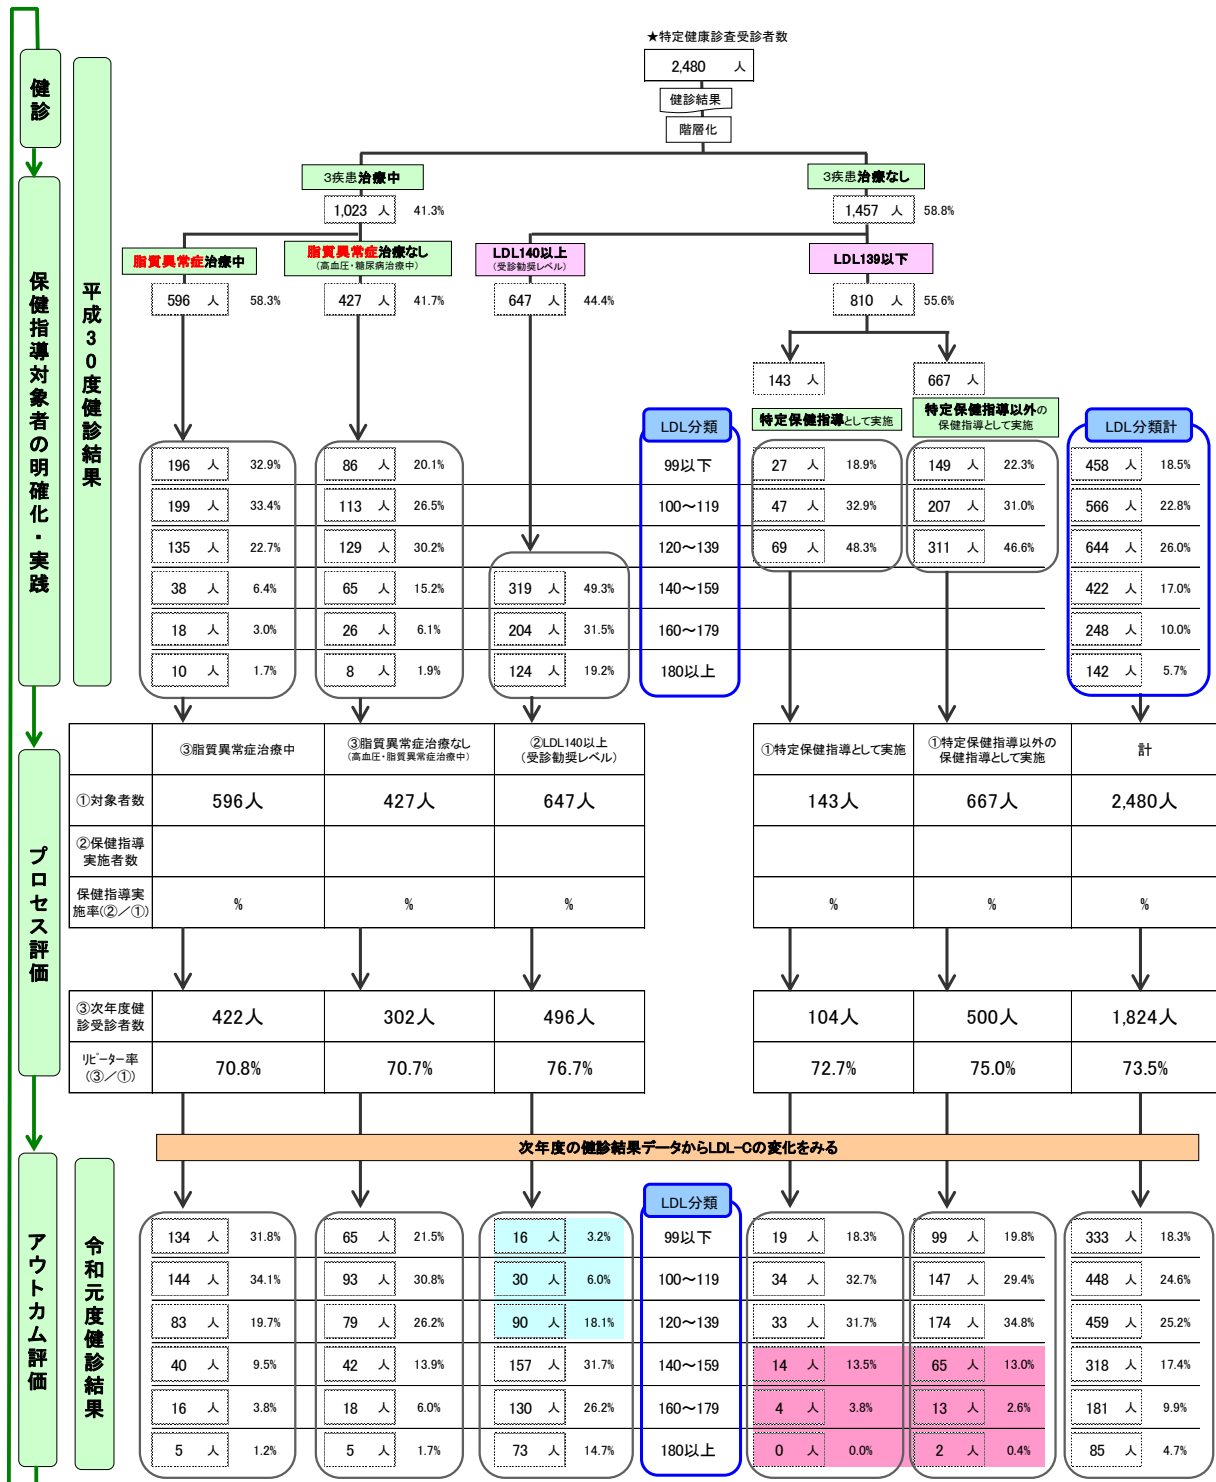 ★特定健康診査受診者数
2,480 人
健診結果
階層化
健診
保健指導対象者の明確化・実践
プロセス評価
アウトカム評価
平成30度健診結果
令和元度健診結果
3疾患治療中 3疾患治療なし
1,023 人 41.3% 1,457 人 58.8%
脂質異常症治療中 脂質異常症治療なし LDL140以上 LDL139以下
(高血圧・糖尿病治療中) (受診勧奨レベル)
596 人 58.3% 427 人 41.7% 647 人 44.4% 810 人 55.6%
143 人 667 人
特定保健指導として実施 特定保健指導以外の
保健指導として実施
LDL分類 LDL分類計
196 人 32.9% 86 人 20.1% 99以下 27 人 18.9% 149 人 22.3% 458 人 18.5%
199 人 33.4% 113 人 26.5% 100～119 47 人 32.9% 207 人 31.0% 566 人 22.8%
135 人 22.7% 129 人 30.2% 120～139 69 人 48.3% 311 人 46.6% 644 人 26.0%
38 人 6.4% 65 人 15.2% 319 人 49.3% 140～159 422 人 17.0%
18 人 3.0% 26 人 6.1% 204 人 31.5% 160～179 248 人 10.0%
10 人 1.7% 8 人 1.9% 124 人 19.2% 180以上 142 人 5.7%
③脂質異常症治療中 ③脂質異常症治療なし ②LDL140以上 ①特定保健指導として実施 ①特定保健指導以外の 計
(高血圧・脂質異常症治療中) (受診勧奨レベル) 保健指導として実施
①対象者数 596人 427人 647人 143人 667人 2,480人
②保健指導
実施者数
保健指導実
施率(②／①) % % % % % %
③次年度健
診受診者数 422人 302人 496人 104人 500人 1,824人
ﾘﾋﾟｰﾀｰ率
(③／①) 70.8% 70.7% 76.7% 72.7% 75.0% 73.5%
次年度の健診結果データからLDL-Cの変化をみる
LDL分類
134 人 31.8% 65 人 21.5% 16 人 3.2% 99以下 19 人 18.3% 99 人 19.8% 333 人 18.3%
144 人 34.1% 93 人 30.8% 30 人 6.0% 100～119 34 人 32.7% 147 人 29.4% 448 人 24.6%
83 人 19.7% 79 人 26.2% 90 人 18.1% 120～139 33 人 31.7% 174 人 34.8% 459 人 25.2%
40 人 9.5% 42 人 13.9% 157 人 31.7% 140～159 14 人 13.5% 65 人 13.0% 318 人 17.4%
16 人 3.8% 18 人 6.0% 130 人 26.2% 160～179 4 人 3.8% 13 人 2.6% 181 人 9.9%
5 人 1.2% 5 人 1.7% 73 人 14.7% 180以上 0 人 0.0% 2 人 0.4% 85 人 4.7%